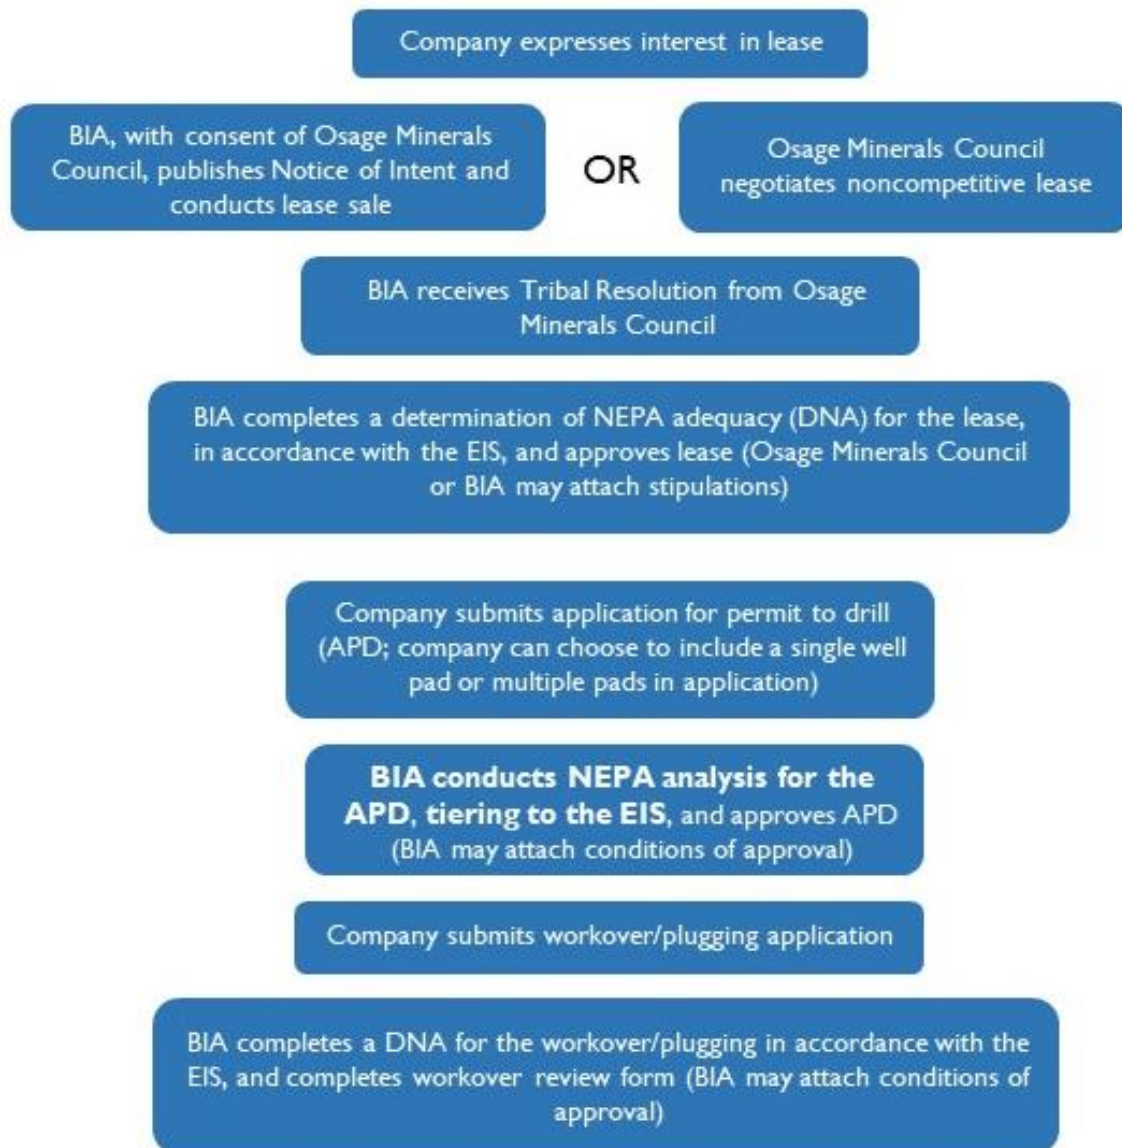 Company expresses interest in lease
BIA, with consent of Osage Minerals
Council, publishes Notice of Intent and
conducts lease sale
OR
Osage Minerals Council
negotiates noncompetitive lease
BIA receives Tribal Resolution from Osage
Minerals Council
BIA completes a determination of NEPA adequacy (DNA) for the lease,
in accordance with the EIS, and approves lease (Osage Minerals Council
or BIA may attach stipulations)
Company submits application for permit to drill
(APD; company can choose to include a single well
pad or multiple pads in application)
BIA conducts NEPA analysis for the
APD, tiering to the EIS, and approves APD
(BIA may attach conditions of approval)
Company submits workover/plugging application
BIA completes a DNA for the workover/plugging in accordance with the
EIS, and completes workover review form (BIA may attach conditions of
approval)